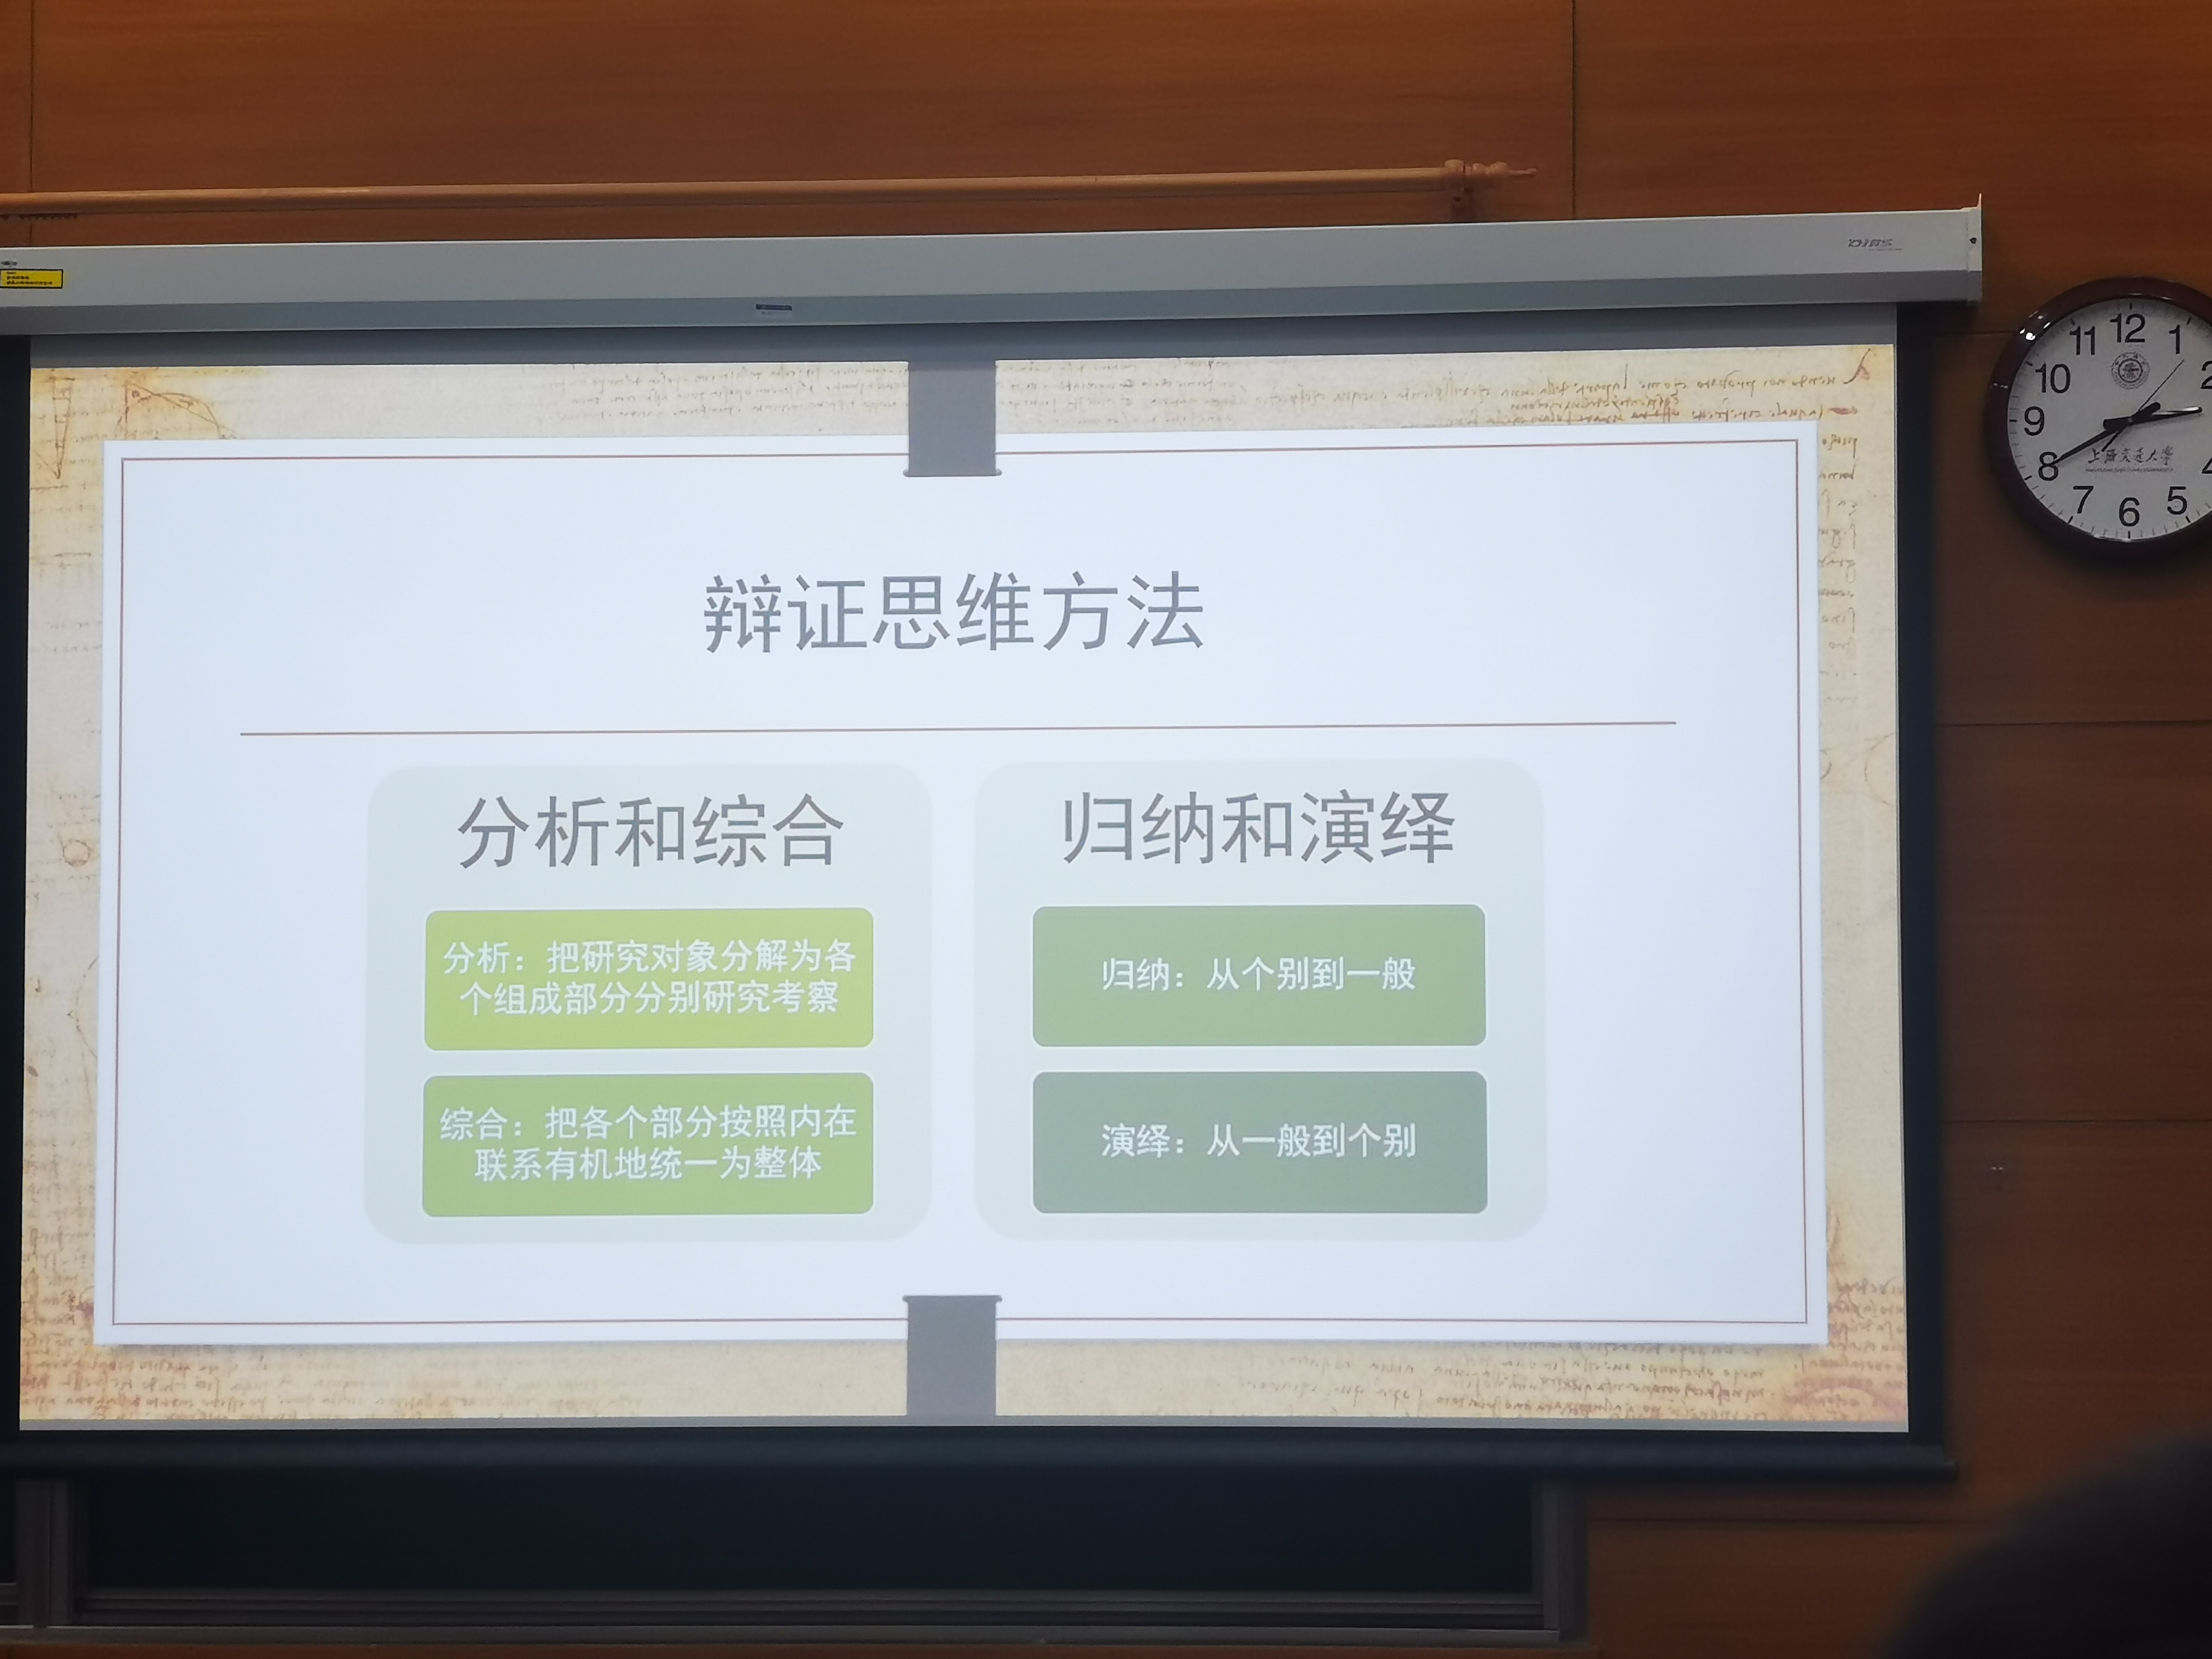 辩证思维方法
分析和综合
分析：把研究对象分解为各
个组成部分分别研究考察
综合：把各个部分按照内在
联系有机地统一为整体
归纳和演绎
归纳：从个别到一般
演绎：从一般到个别
12
1
2
4
5
6
7
8
9
10
11
上海交通大学